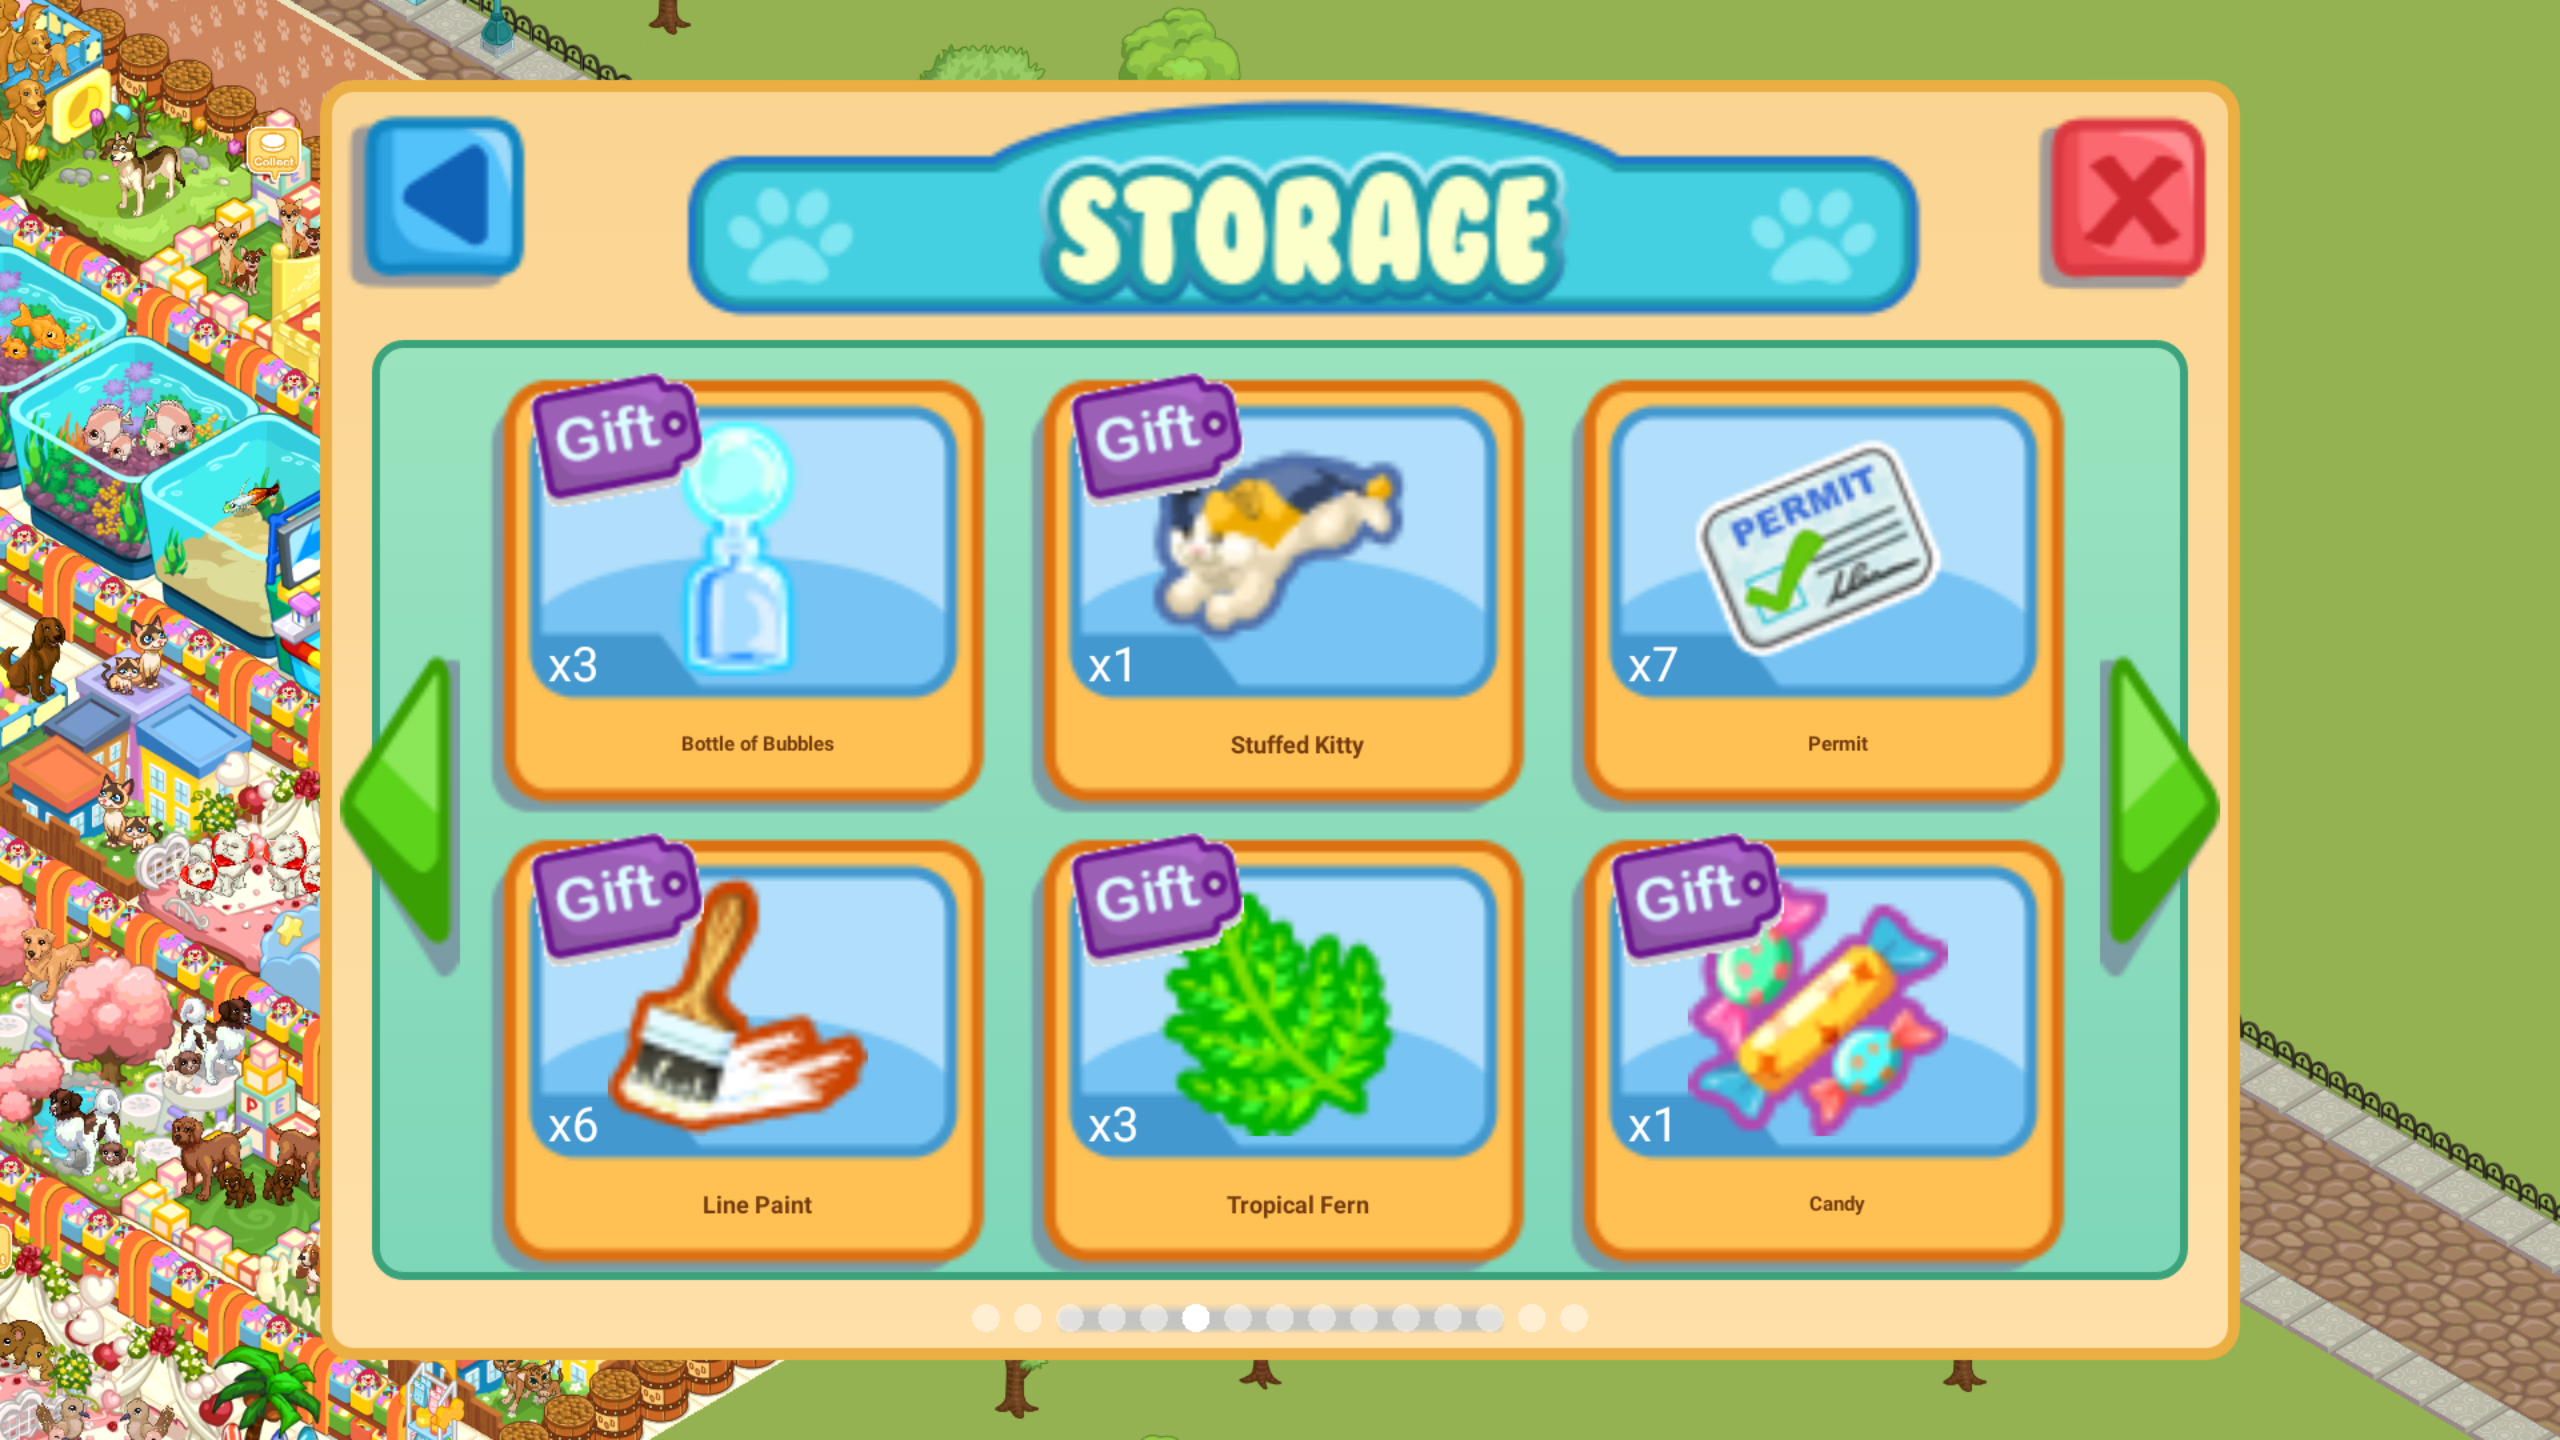 Collect
STORAGE
Gift
x3
Bottle of Bubbles
Gift
x1
Stuffed Kitty
PERMIT
x7
Permit
Gift
x6
Line Paint
Gift
x3
Tropical Fern
Gift
x1
Candy
P E